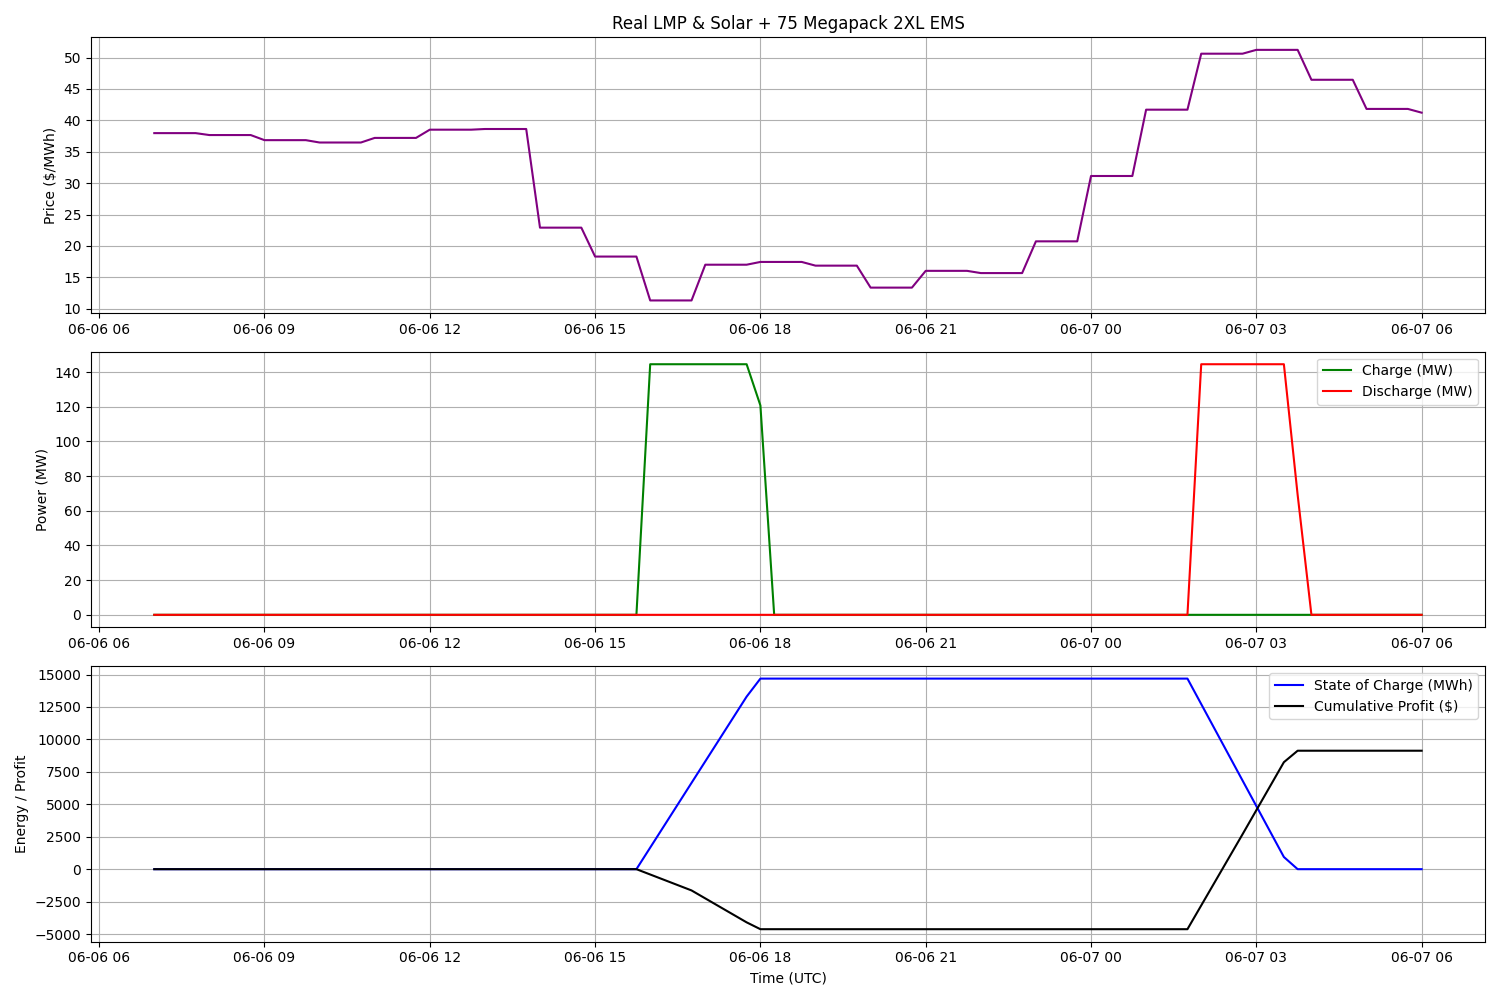 Real LMP & Solar + 75 Megapack 2XL EMS
Price ($/MWh)
50
45
40
35
30
25
20
15
10
06-06 06 06-06 09 06-06 12 06-06 15 06-06 18 06-06 21 06-07 00 06-07 03 06-07 06
Power (MW)
140
120
100
80
60
40
20
0
Charge (MW)
Discharge (MW)
06-06 06 06-06 09 06-06 12 06-06 15 06-06 18 06-06 21 06-07 00 06-07 03 06-07 06
Energy / Profit
15000
12500
10000
7500
5000
2500
0
−2500
−5000
State of Charge (MWh)
Cumulative Profit ($)
06-06 06 06-06 09 06-06 12 06-06 15 06-06 18 06-06 21 06-07 00 06-07 03 06-07 06
Time (UTC)